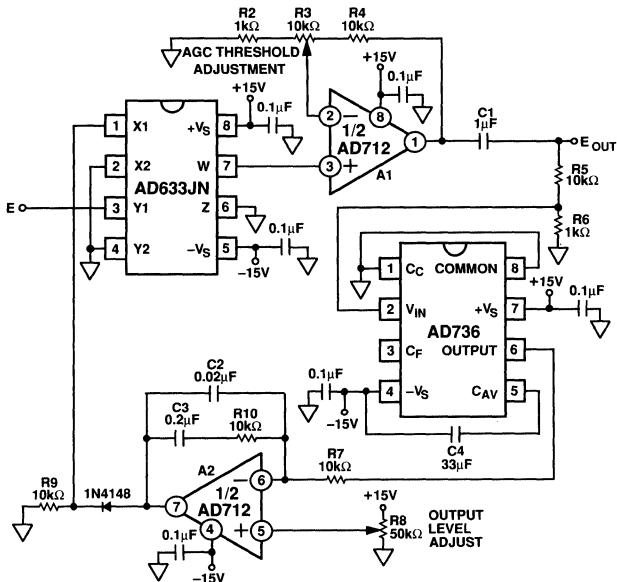 R2
1kΩ
R3
10kΩ
R4
10kΩ
AGC THRESHOLD
ADJUSTMENT
+15V
0.1μF
+15V
0.1μF
1
X1
+VS
8
2
X2
W
7
AD633JN
3
Y1
Z
6
4
Y2
−VS
5
E
0.1μF
−15V
2
−
8
1/2
AD712
1
3
+
A1
C1
1μF
EOUT
R5
10kΩ
R6
1kΩ
1
CC
COMMON
8
2
VIN
+VS
7
AD736
3
CF
OUTPUT
6
4
−VS
CAV
5
+15V
0.1μF
0.1μF
−15V
C4
33μF
C2
0.02μF
C3
0.2μF
R10
10kΩ
R9
10kΩ
1N4148
A2
−
6
7
1/2
AD712
4
+
5
0.1μF
−15V
R7
10kΩ
+15V
R8
50kΩ
OUTPUT
LEVEL
ADJUST